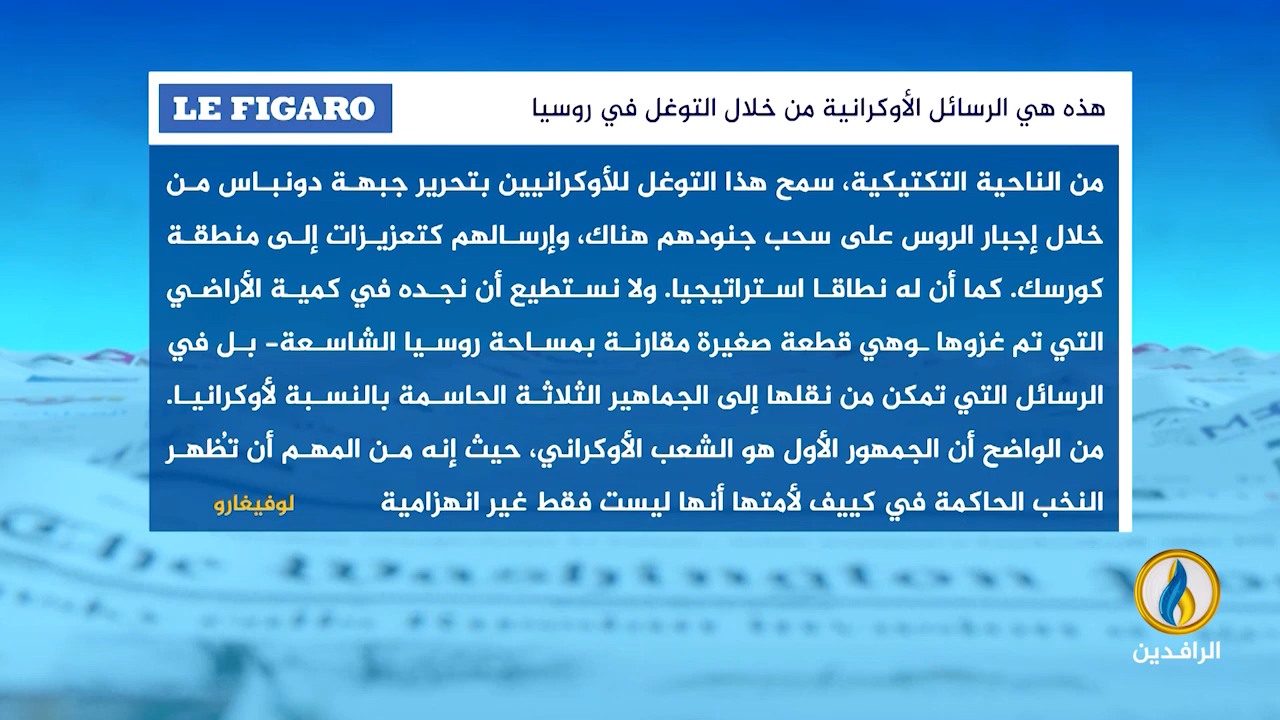 LE FIGARO
هذه هي الرسائل الأوكرانية من خلال التوغل في روسيا
من الناحية التكتيكية، سمح هذا التوغل للأوكرانيين بتحرير جبهة دونباس من
خلال إجبار الروس على سحب جنودهم هناك، وإرسالهم كتعزيزات إلى منطقة
كورسك. كما أن له نطاقا استراتيجيا. ولا نستطيع أن نجده في كمية الأراضي
التي تم غزوها -وهي قطعة صغيرة مقارنة بمساحة روسيا الشاسعة- بل في
الرسائل التي تمكن من نقلها إلى الجماهير الثلاثة الحاسمة بالنسبة لأوكرانيا.
من الواضح أن الجمهور الأول هو الشعب الأوكراني، حيث إنه من المهم أن تُظهر
النخب الحاكمة في كييف لأمتها أنها ليست فقط غير انهزامية
لوفيغارو
The Washington
الرافدين